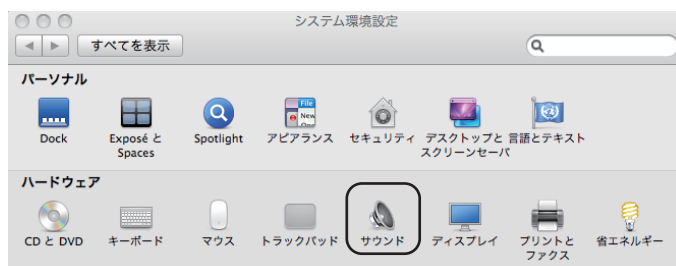 システム環境設定
すべてを表示
パーソナル
Dock
Exposé と
Spaces
Spotlight
File
New
アピアランス
セキュリティ
デスクトップと
スクリーンセーバ
言語とテキスト
ハードウェア
CD と DVD
キーボード
マウス
トラックパッド
サウンド
ディスプレイ
プリントと
ファクス
省エネルギー